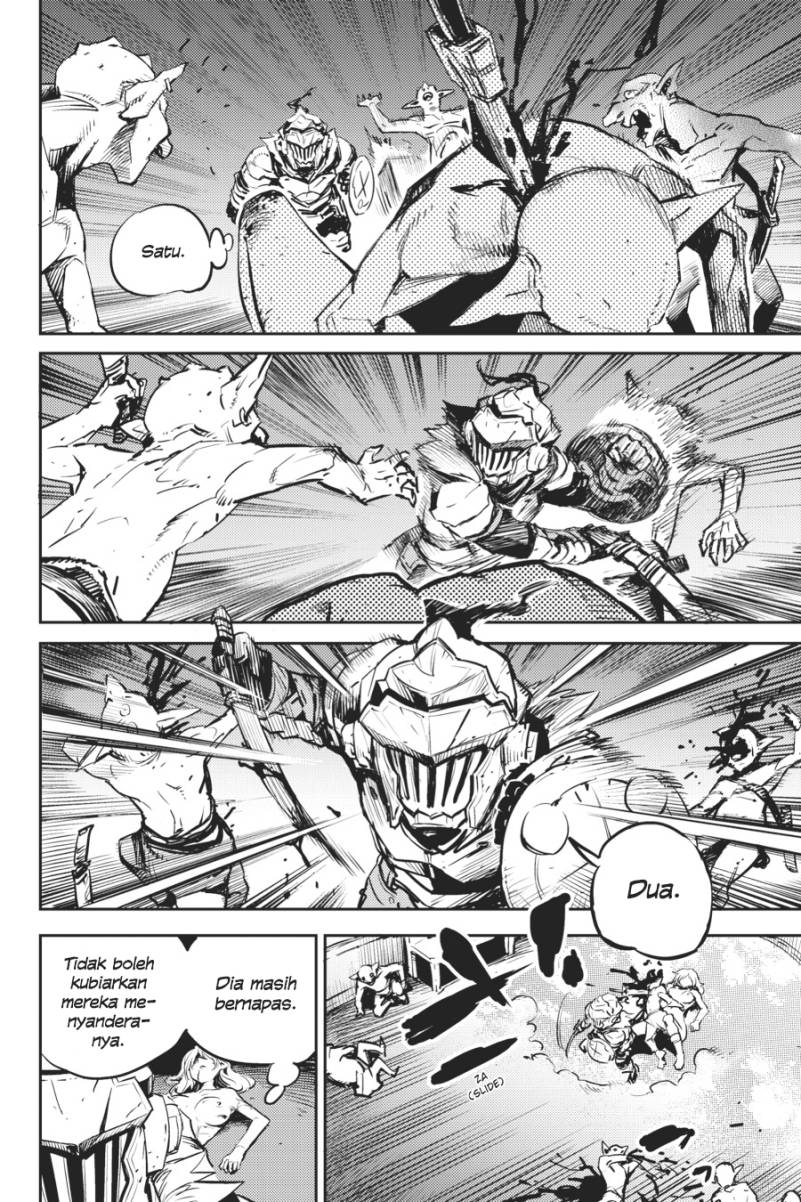 Satu.
Dua.
ZA
(SLIDE)
Dia masih
bernapas.
Tidak boleh
kubiarkan
mereka me-
nyandera-
nya.